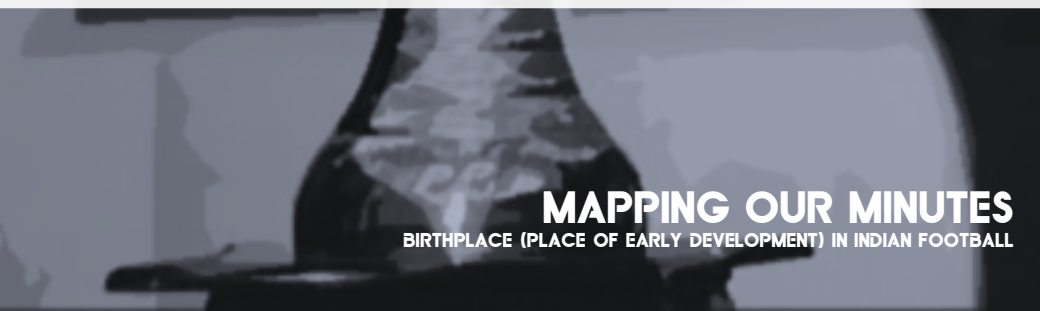 MAPPING OUR MINUTES
BIRTHPLACE (PLACE OF EARLY DEVELOPMENT) IN INDIAN FOOTBALL